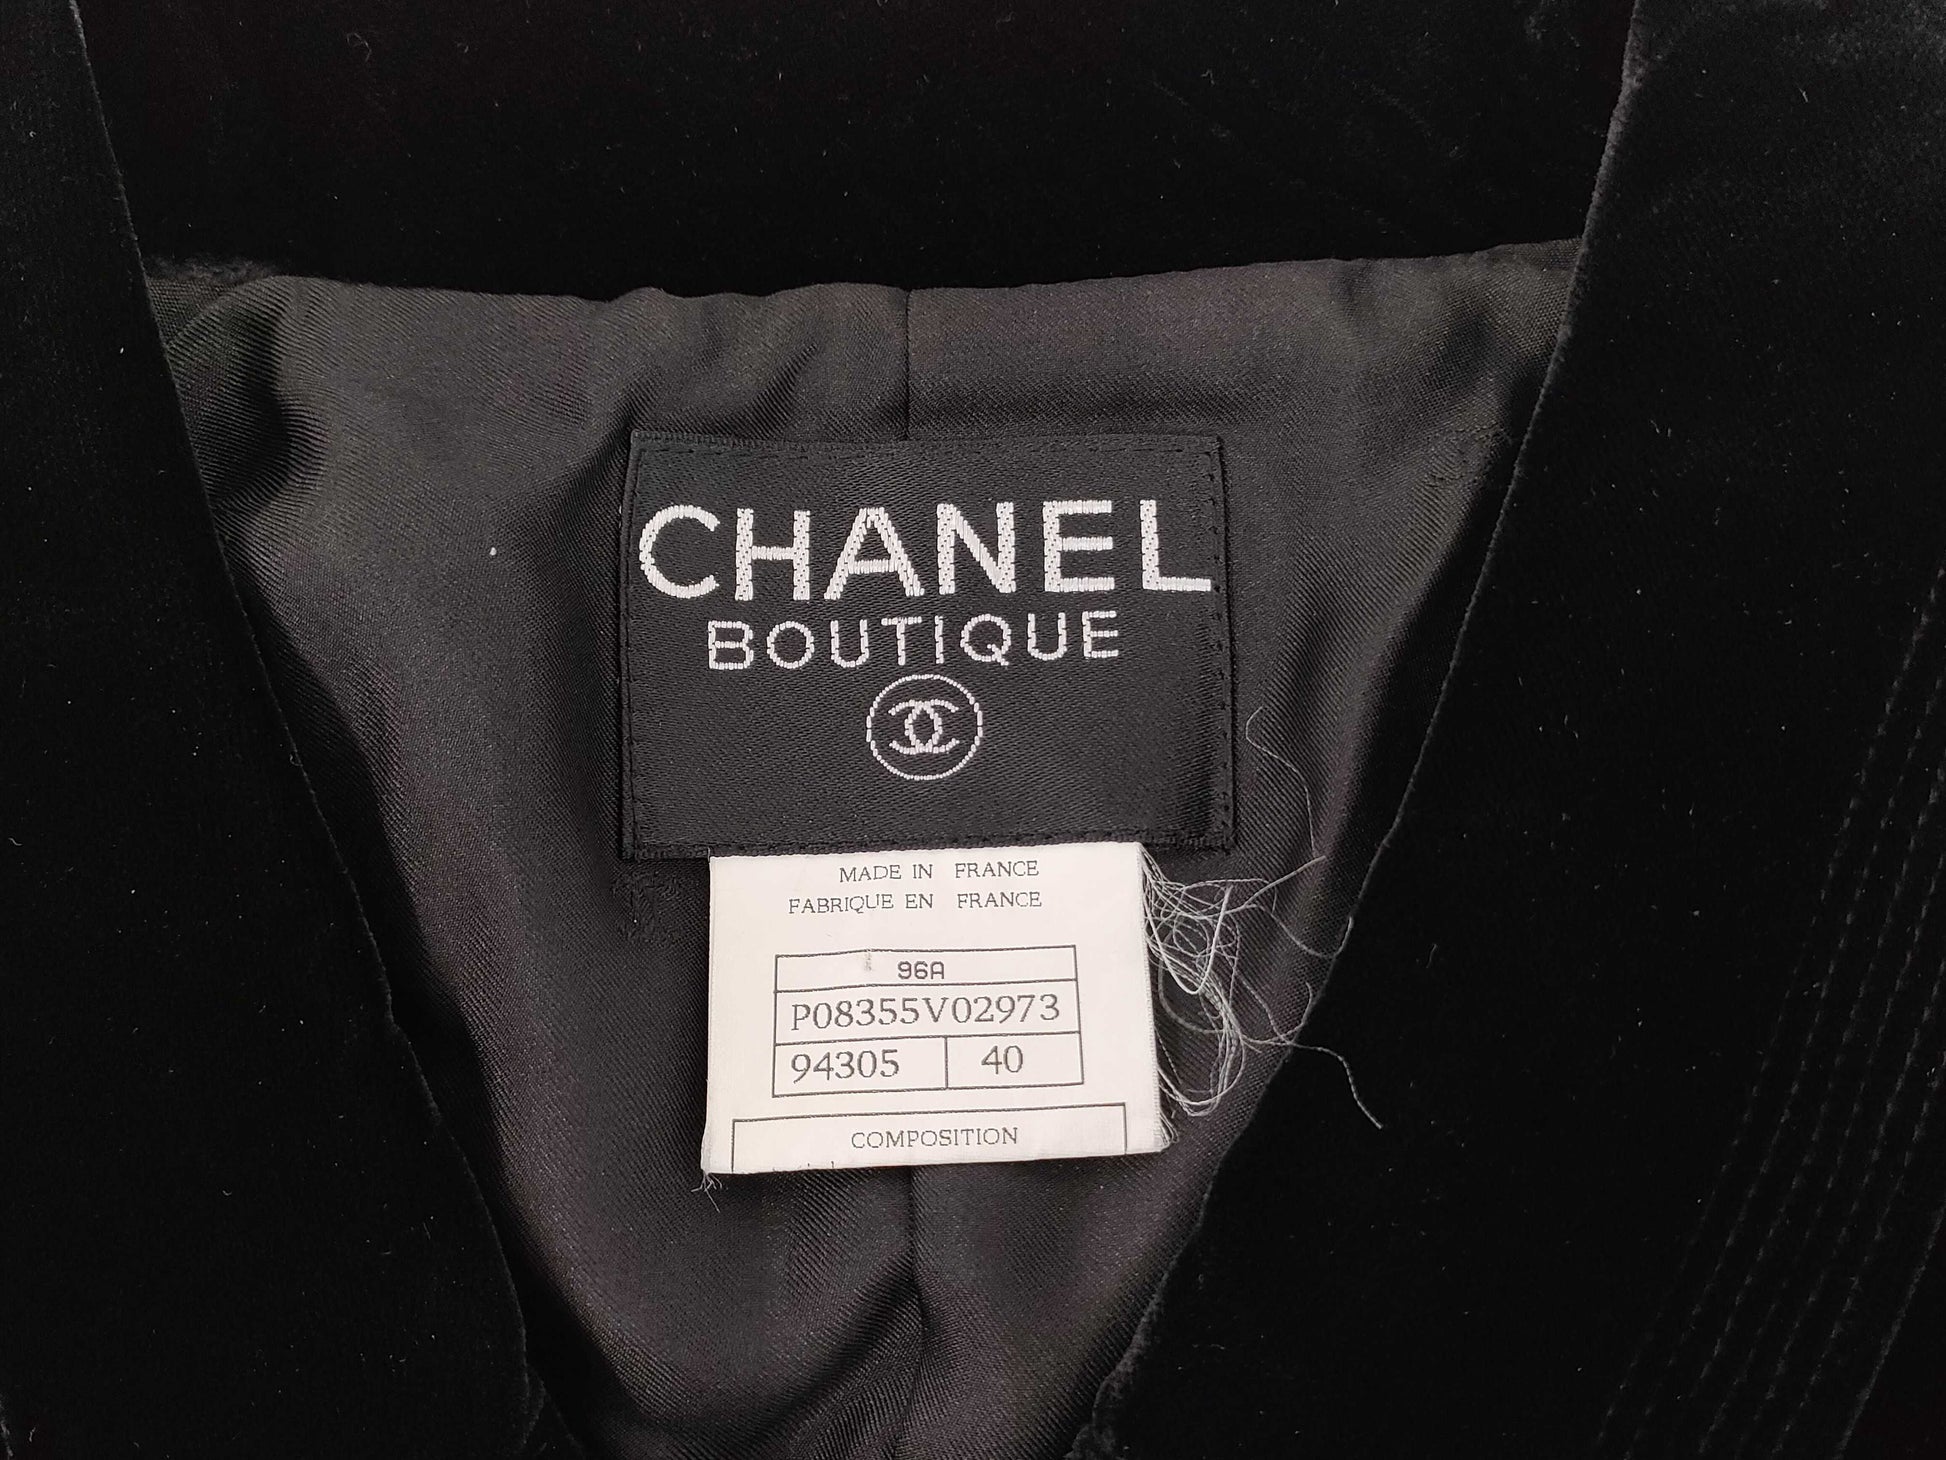 CHANEL
BOUTIQUE
MADE IN FRANCE
FABRIQUE EN FRANCE
96A
P08355V02973
94305 40
COMPOSITION